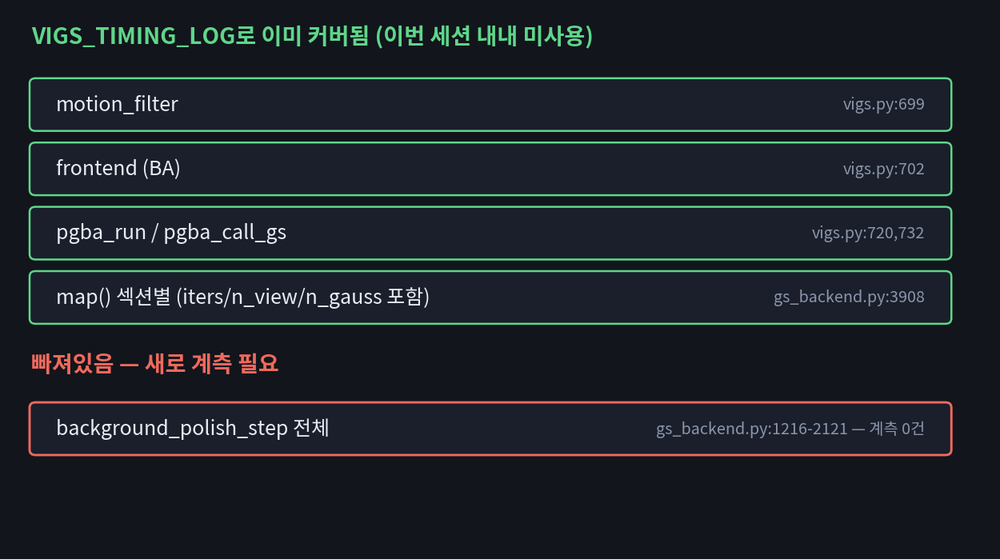 VIGS_TIMING_LOG로 이미 커버됨 (이번 세션 내내 미사용)
motion_filter vigs.py:699
frontend (BA) vigs.py:702
pgba_run / pgba_call_gs vigs.py:720,732
map() 섹션별 (iters/n_view/n_gauss 포함) gs_backend.py:3908
빠져있음 — 새로 계측 필요
background_polish_step 전체 gs_backend.py:1216-2121 — 계측 0건